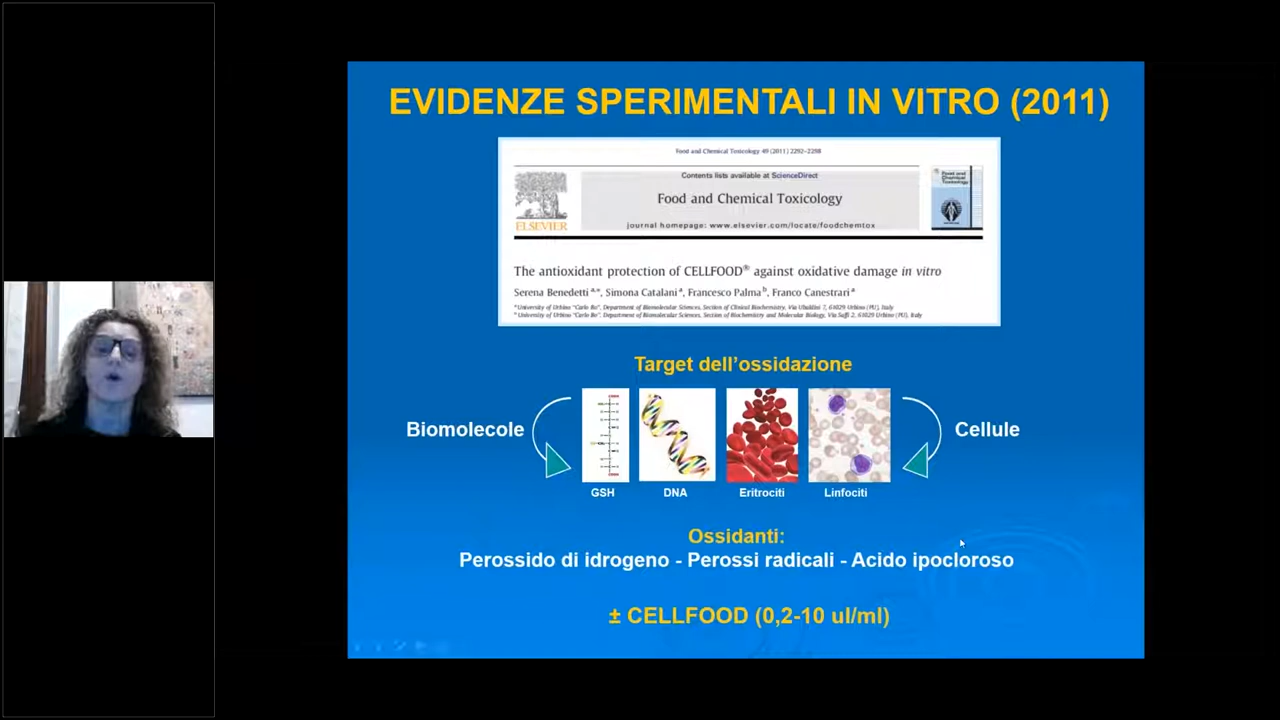 EVIDENZE SPERIMENTALI IN VITRO (2011)
Food and Chemical Toxicology 49 (2011) 2292–2298
Contents lists available at ScienceDirect
Food and Chemical Toxicology
journal homepage: www.elsevier.com/locate/foodchemtox
ELSEVIER
Food and
Chemical
Toxicology
The antioxidant protection of CELLFOOD® against oxidative damage in vitro
Serena Benedetti a,*, Simona Catalani a, Francesco Palma b, Franco Canestrari a
a University of Urbino "Carlo Bo", Department of Biomolecular Sciences, Section of Clinical Biochemistry, Via Ubaldini 7, 61029 Urbino (PU), Italy
b University of Urbino "Carlo Bo", Department of Biomolecular Sciences, Section of Biochemistry and Molecular Biology, Via Saffi 2, 61029 Urbino (PU), Italy
Target dell'ossidazione
Biomolecole
Cellule
GSH
DNA
Eritrociti
Linfociti
Ossidanti:
Perossido di idrogeno - Perossi radicali - Acido ipocloroso
± CELLFOOD (0,2-10 ul/ml)